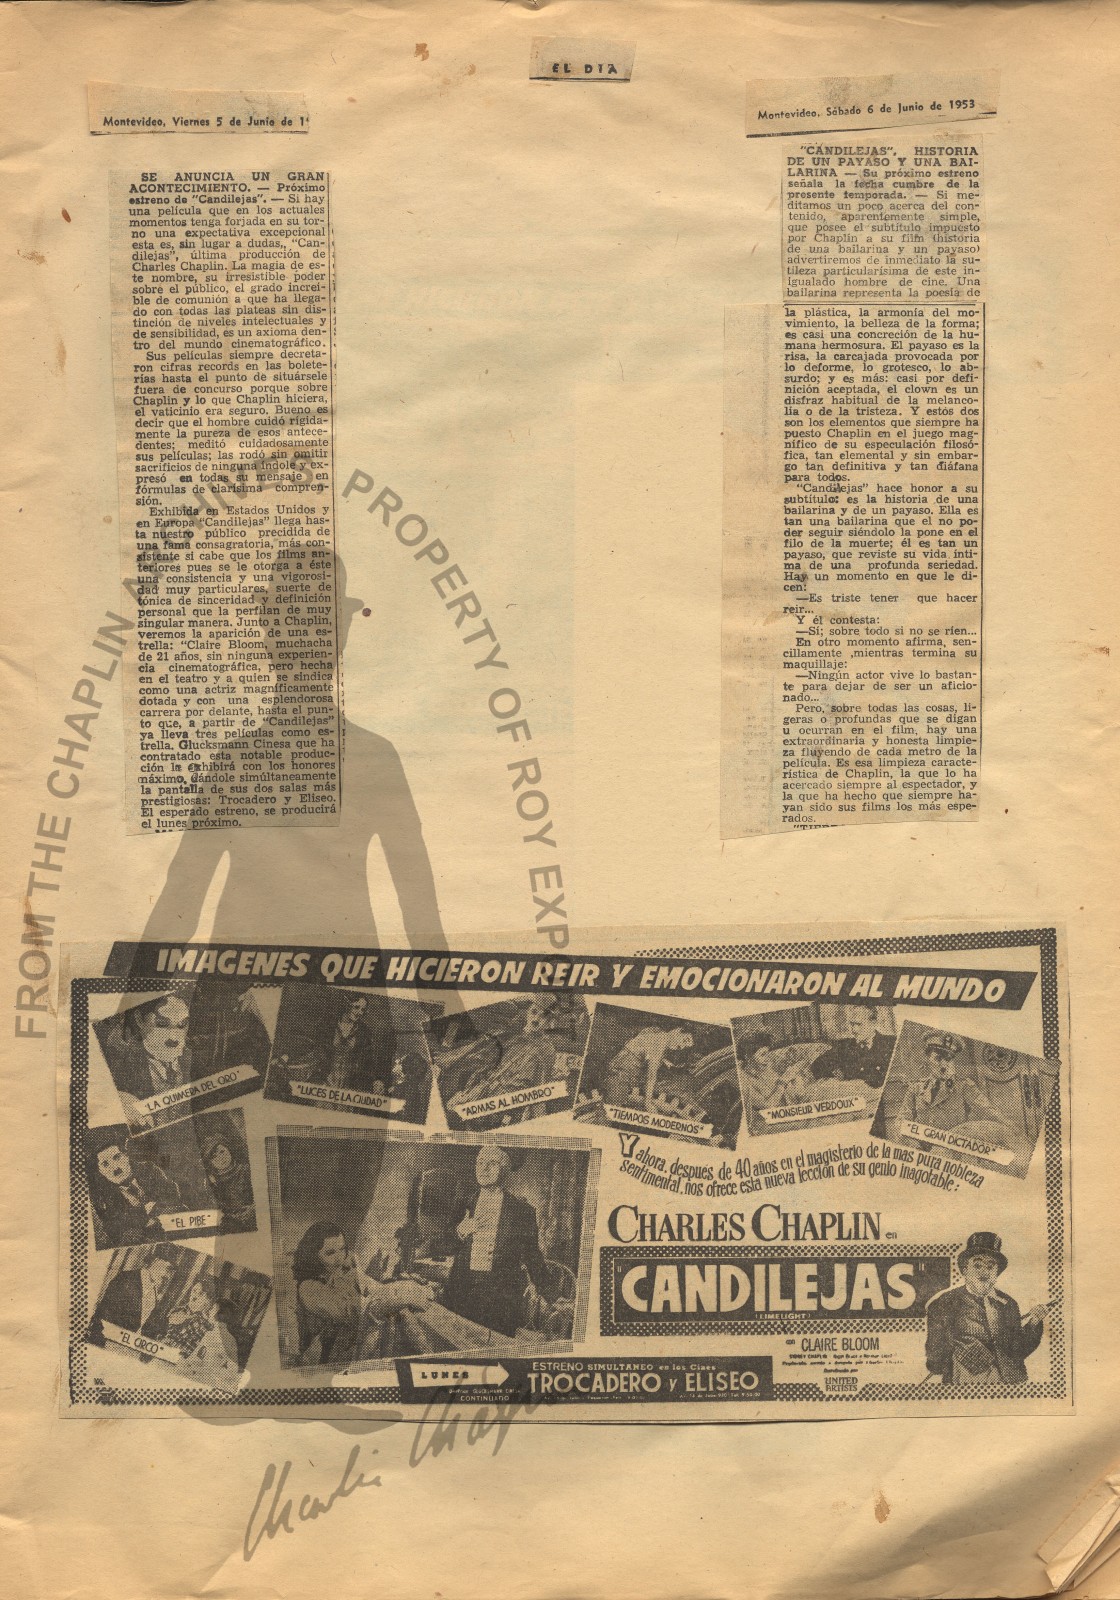 EL DIA
Montevideo, Viernes 5 de Junio de 1
SE ANUNCIA UN GRAN
ACONTECIMIENTO. — Próximo
estreno de "Candilejas". — Si hay
una película que en los actuales
momentos tenga forjada en su tor-
no una expectativa excepcional
esta es, sin lugar a dudas,, "Can-
dilejas", última producción de
Charles Chaplin. La magia de es-
te nombre, su irresistible poder
sobre el público, el grado increí-
ble de comunión a que ha llega-
do con todas las plateas sin dis-
tinción de niveles intelectuales y
de sensibilidad, es un axioma den-
tro del mundo cinematográfico.
Sus películas siempre decreta-
ron cifras records en las bolete-
rías hasta el punto de situársele
fuera de concurso porque sobre
Chaplin y lo que Chaplin hiciera,
el vaticinio era seguro. Bueno es
decir que el hombre cuidó rígida-
mente la pureza de esos antece-
dentes; meditó cuidadosamente
sus películas; las rodó sin omitir
sacrificios de ninguna índole y ex-
presó en todas su mensaje en
fórmulas de clarísima compren-
sión.
Exhibida en Estados Unidos y
en Europa "Candilejas" llega has-
ta nuestro público precidida de
una fama consagratoria, más con-
sistente si cabe que los films an-
teriores pues se le otorga a éste
una consistencia y una vigorosi-
dad muy particulares, suerte de
tónica de sinceridad y definición
personal que la perfilan de muy
singular manera. Junto a Chaplin,
veremos la aparición de una es-
trella: "Claire Bloom, muchacha
de 21 años, sin ninguna experien-
cia cinematográfica, pero hecha
en el teatro y a quien se sindica
como una actriz magníficamente
dotada y con una esplendorosa
carrera por delante, hasta el pun-
to que, a partir de "Candilejas"
ya lleva tres películas como es-
trella. Glucksmann Cinesa que ha
contratado esta notable produc-
ción la exhibirá con los honores
máximo, dándole simúltáneamente
la pantalla de sus dos salas más
prestigiosas: Trocadero y Eliseo.
El esperado estreno, se producirá
el lunes próximo.
Montevideo, Sábado 6 de Junio de 1953
"CANDILEJAS". HISTORIA
DE UN PAYASO Y UNA BAI-
LARINA — Su próximo estreno
señala la fecha cumbre de la
presente temporada. — Si me-
ditamos un poco acerca del con-
tenido, aparentemente simple,
que posee el subtítulo impuesto
por Chaplin a su film (historia
de una bailarina y un payaso)
advertiremos de inmediato la su-
tileza particularísima de este in-
igualado hombre de cine. Una
bailarina representa la poesía de
la plástica, la armonía del mo-
vimiento, la belleza de la forma;
es casi una concreción de la hu-
mana hermosura. El payaso es la
risa, la carcajada provocada por
lo deforme, lo grotesco, lo ab-
surdo; y es más: casi por defi-
nición aceptada, el clown es un
disfraz habitual de la melanco-
lía o de la tristeza. Y estós dos
son los elementos que siempre ha
puesto Chaplin en el juego mag-
nífico de su especulación filosó-
fica, tan elemental y sin embar-
go tan definitiva y tan diáfana
para todos.
"Candilejas" hace honor a su
subtítulo: es la historia de una
bailarina y de un payaso. Ella es
tan una bailarina que el no po-
der seguir siéndolo la pone en el
filo de la muerte; él es tan un
payaso, que reviste su vida ínti-
ma de una profunda seriedad.
Hay un momento en que le di-
cen:
—Es triste tener que hacer
reir...
Y él contesta:
—Sí; sobre todo si no se ríen...
En otro momento afirma, sen-
cillamente ,mientras termina su
maquillaje:
—Ningún actor vive lo bastan-
te para dejar de ser un aficio-
nado...
Pero, sobre todas las cosas, li-
geras o profundas que se digan
u ocurran en el film, hay una
extraordinaria y honesta limpie-
za fluyendo de cada metro de la
película. Es esa limpieza carac-
terística de Chaplin, la que lo ha
acercado siempre al espectador, y
la que ha hecho que siempre ha-
yan sido sus films los más espe-
rados.
IMAGENES QUE HICIERON REIR Y EMOCIONARON AL MUNDO
"LA QUIMERA DEL ORO"
"LUCES DE LA CIUDAD"
"ARMAS AL HOMBRO"
"TIEMPOS MODERNOS"
"MONSIEUR VERDOUX"
"EL GRAN DICTADOR"
"EL PIBE"
"EL CIRCO"
Y ahora, después de 40 años en el magisterio de la más pura nobleza
sentimental, nos ofrece esta nueva lección de su genio inagotable:
CHARLES CHAPLIN en
"CANDILEJAS"
"LIMELIGHT"
con CLAIRE BLOOM
UNITED
ARTISTS
LUNES
CONTINUADO
ESTRENO SIMULTANEO en los Cines
TROCADERO y ELISEO
FROM THE CHAPLIN ARCHIVES, PROPERTY OF ROY EXPO
Charlie Chaplin